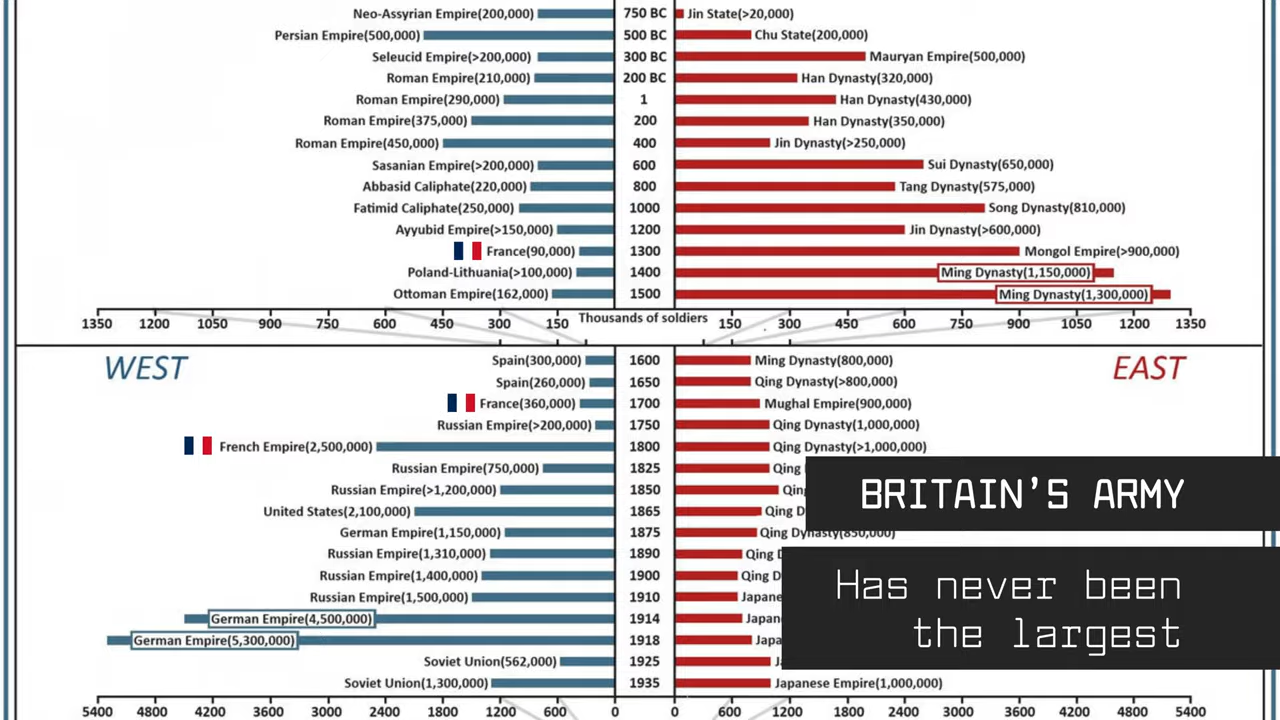 Neo-Assyrian Empire(200,000) 750 BC Jin State(>20,000)
Persian Empire(500,000) 500 BC Chu State(200,000)
Seleucid Empire(>200,000) 300 BC Mauryan Empire(500,000)
Roman Empire(210,000) 200 BC Han Dynasty(320,000)
Roman Empire(290,000) 1 Han Dynasty(430,000)
Roman Empire(375,000) 200 Han Dynasty(350,000)
Roman Empire(450,000) 400 Jin Dynasty(>250,000)
Sasanian Empire(>200,000) 600 Sui Dynasty(650,000)
Abbasid Caliphate(220,000) 800 Tang Dynasty(575,000)
Fatimid Caliphate(250,000) 1000 Song Dynasty(810,000)
Ayyubid Empire(>150,000) 1200 Jin Dynasty(>600,000)
France(90,000) 1300 Mongol Empire(>900,000)
Poland-Lithuania(>100,000) 1400 Ming Dynasty(1,150,000)
Ottoman Empire(162,000) 1500 Ming Dynasty(1,300,000)
1350 1200 1050 900 750 600 450 300 150 Thousands of soldiers 150 300 450 600 750 900 1050 1200 1350
WEST
EAST
Spain(300,000) 1600 Ming Dynasty(800,000)
Spain(260,000) 1650 Qing Dynasty(>800,000)
France(360,000) 1700 Mughal Empire(900,000)
Russian Empire(>200,000) 1750 Qing Dynasty(1,000,000)
French Empire(2,500,000) 1800 Qing Dynasty(>1,000,000)
Russian Empire(750,000) 1825 Qing
Russian Empire(>1,200,000) 1850 Qing
United States(2,100,000) 1865 Qing D
German Empire(1,150,000) 1875 Qing Dynasty(850,000)
Russian Empire(1,310,000) 1890 Qing D
Russian Empire(1,400,000) 1900 Qing D
Russian Empire(1,500,000) 1910 Japane
German Empire(4,500,000) 1914 Japan
German Empire(5,300,000) 1918 Japa
Soviet Union(562,000) 1925
Soviet Union(1,300,000) 1935 Japanese Empire(1,000,000)
5400 4800 4200 3600 3000 2400 1800 1200 600 0 0 600 1200 1800 2400 3000 3600 4200 4800 5400
BRITAIN'S ARMY
Has never been
the largest